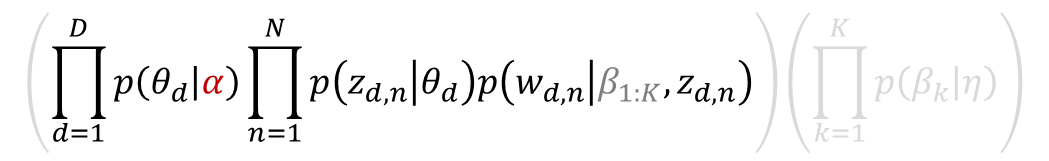 (∏_{d=1}^{D} p(θ_d|α) ∏_{n=1}^{N} p(z_{d,n}|θ_d)p(w_{d,n}|β_{1:K}, z_{d,n})) (∏_{k=1}^{K} p(β_k|η))